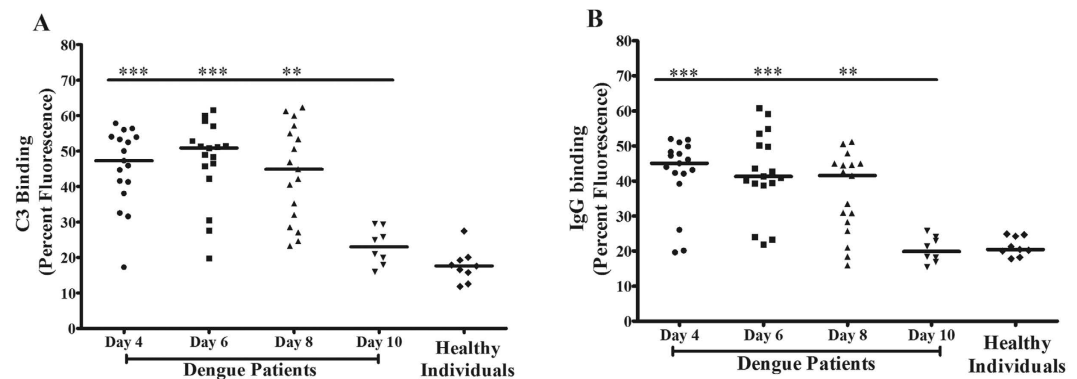 A
C3 Binding
(Percent Fluorescence)
80
70
60
50
40
30
20
10
0
*** *** **
Day 4 Day 6 Day 8 Day 10
Dengue Patients
Healthy
Individuals
B
IgG binding
(Percent Fluorescence)
80
70
60
50
40
30
20
10
0
*** *** **
Day 4 Day 6 Day 8 Day 10
Dengue Patients
Healthy
Individuals